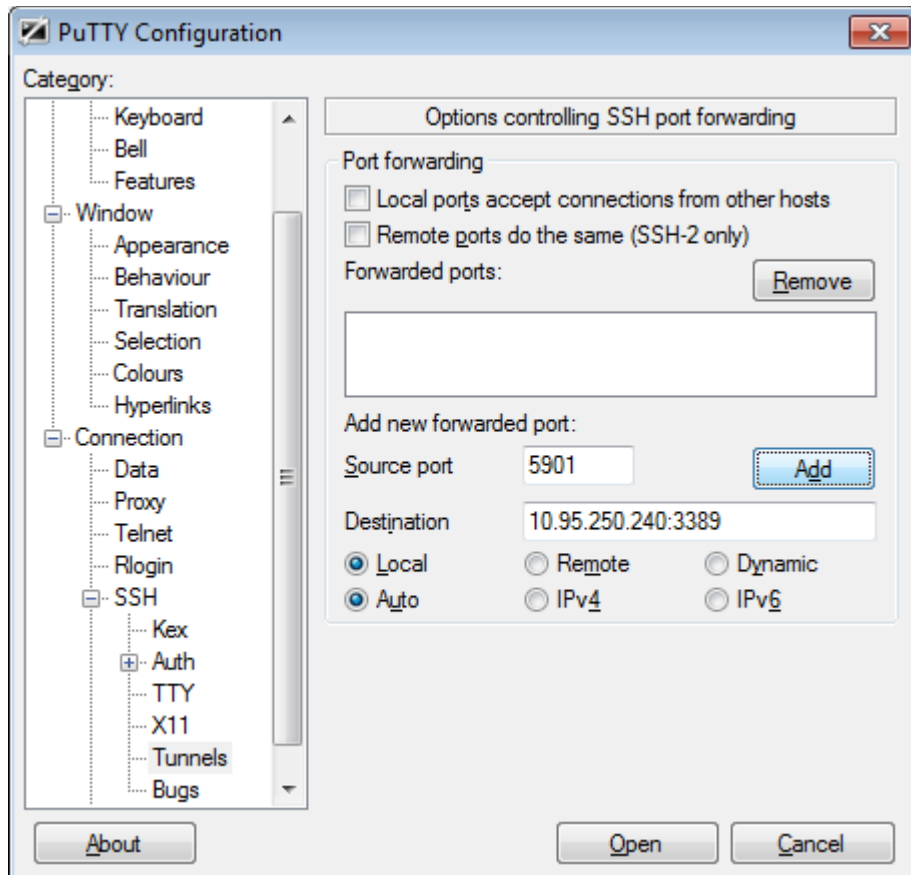 PuTTY Configuration
Category:
Keyboard
Bell
Features
Window
Appearance
Behaviour
Translation
Selection
Colours
Hyperlinks
Connection
Data
Proxy
Telnet
Rlogin
SSH
Kex
Auth
TTY
X11
Tunnels
Bugs
Options controlling SSH port forwarding
Port forwarding
Local ports accept connections from other hosts
Remote ports do the same (SSH-2 only)
Forwarded ports:
Remove
Add new forwarded port:
Source port 5901 Add
Destination 10.95.250.240:3389
Local Remote Dynamic
Auto IPv4 IPv6
About Open Cancel